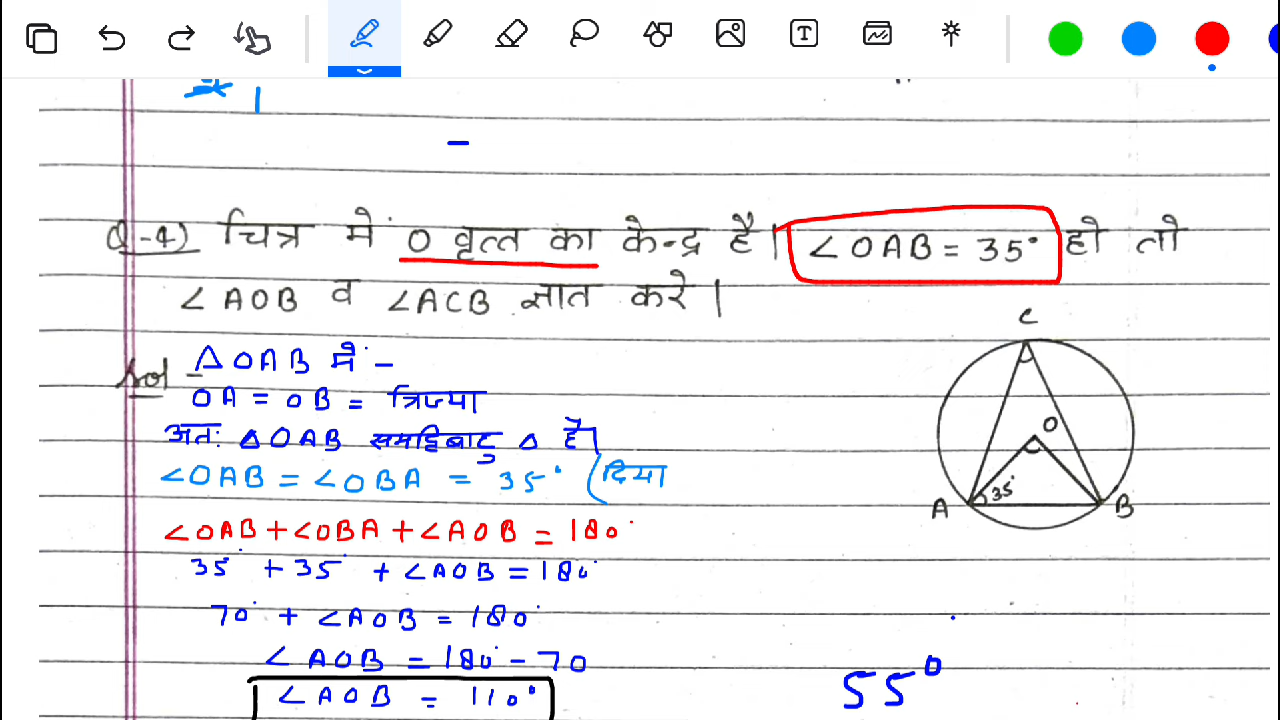 Q-4) चित्र में O वृत्त का केन्द्र है। ∠OAB = 35° हो तो
∠AOB व ∠ACB ज्ञात करे।
Sol - ΔOAB में -
OA = OB = त्रिज्या
अतः ΔOAB समद्विबाहु Δ है।
∠OAB = ∠OBA = 35° (दिया
∠OAB + ∠OBA + ∠AOB = 180°
35° + 35° + ∠AOB = 180°
70° + ∠AOB = 180°
∠AOB = 180° - 70
∠AOB = 110°
C
O
A
35°
B
55°